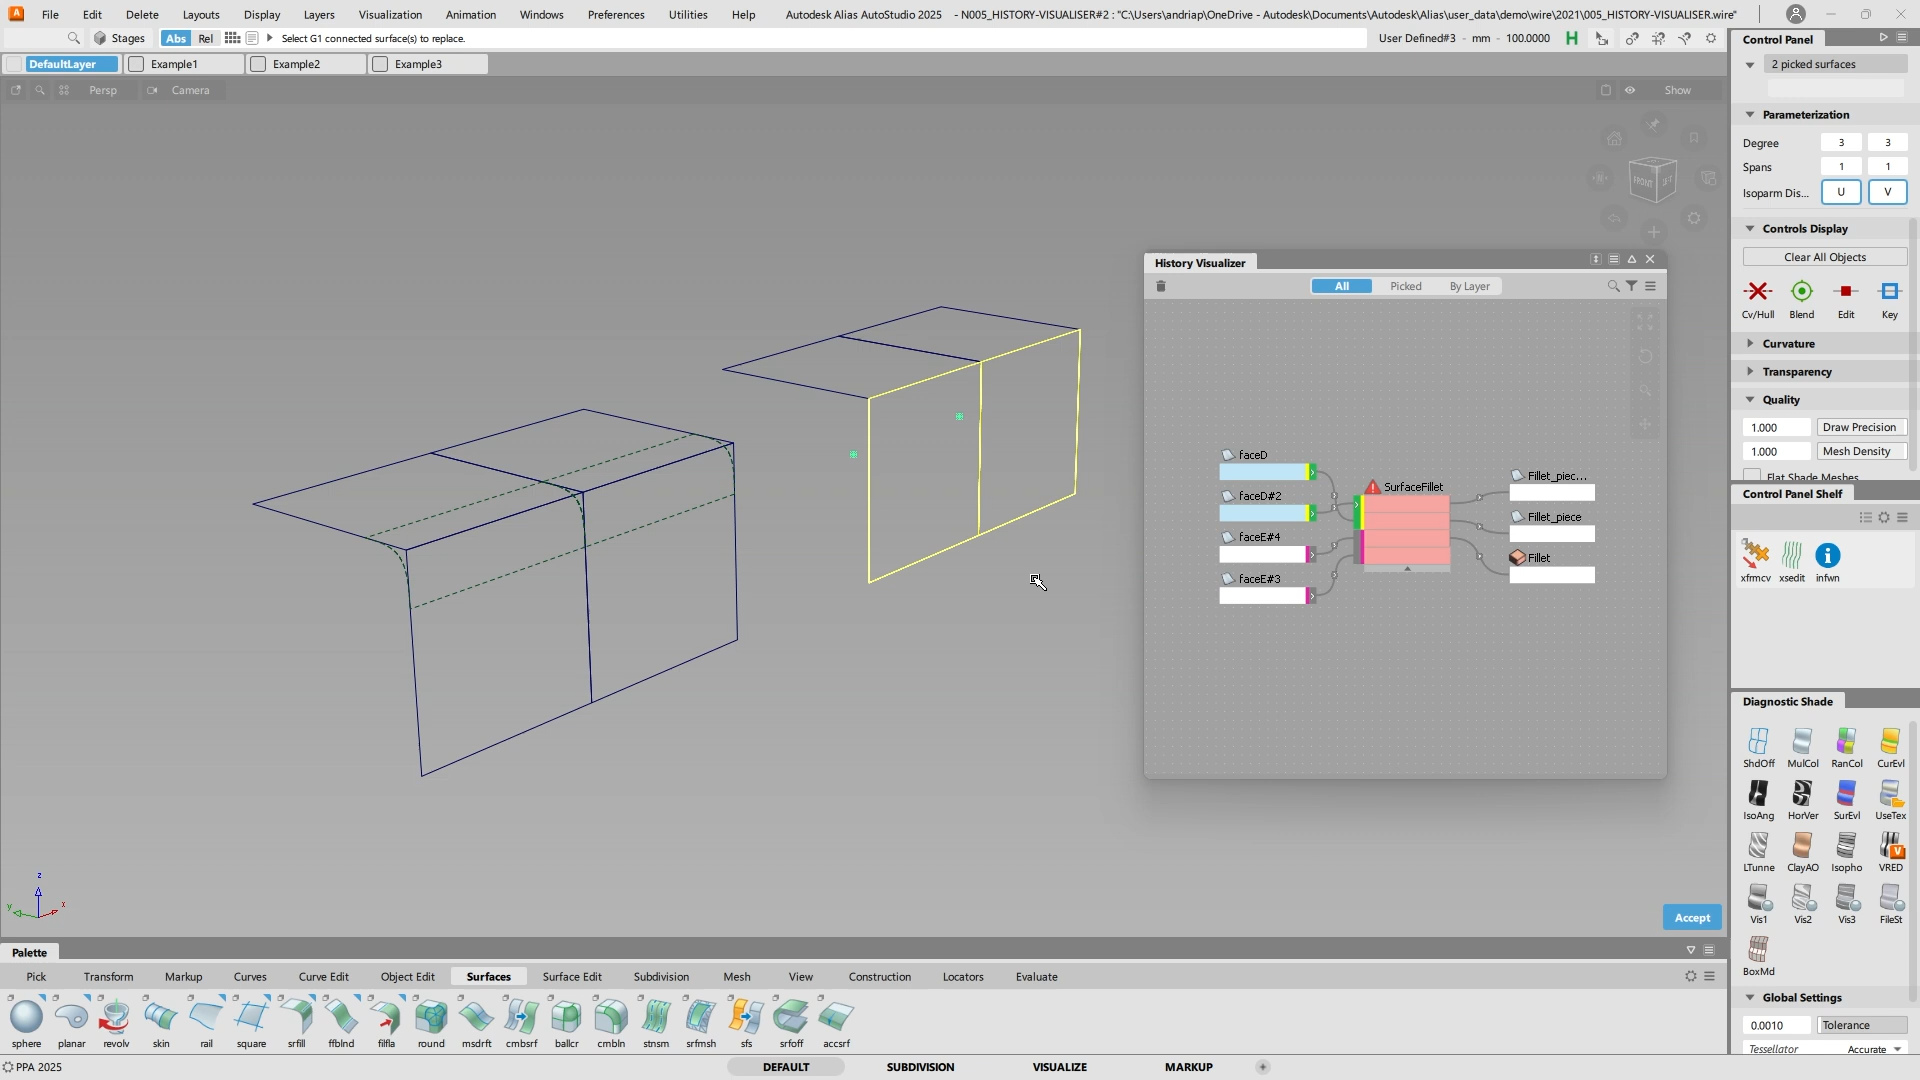 File Edit Delete Layouts Display Layers Visualization Animation Windows Preferences Utilities Help Autodesk Alias AutoStudio 2025 - N005_HISTORY-VISUALISER#2 : "C:\Users\andriap\OneDrive - Autodesk\Documents\Autodesk\Alias\user_data\demo\wire\2021\005_HISTORY-VISUALISER.wire"
Stages Abs Rel Select G1 connected surface(s) to replace. User Defined#3 - mm - 100.0000 H
DefaultLayer Example1 Example2 Example3
Persp Camera Show
FRONT
History Visualizer
All Picked By Layer
faceD
faceD#2
faceE#4
faceE#3
SurfaceFillet
Fillet_piec...
Fillet_piece
Fillet
z
y x
Accept
Control Panel
2 picked surfaces
Parameterization
Degree 3 3
Spans 1 1
Isoparm Dis... U V
Controls Display
Clear All Objects
Cv/Hull Blend Edit Key
Curvature
Transparency
Quality
1.000 Draw Precision
1.000 Mesh Density
Flat Shade Meshes
Control Panel Shelf
xfrmcv xsedit infwn
Diagnostic Shade
ShdOff MulCol RanCol CurEvl
IsoAng HorVer SurEvl UseTex
LTunne ClayAO Isopho VRED
Vis1 Vis2 Vis3 FileSt
BoxMd
Global Settings
0.0010 Tolerance
Tessellator Accurate
Palette
Pick Transform Markup Curves Curve Edit Object Edit Surfaces Surface Edit Subdivision Mesh View Construction Locators Evaluate
sphere planar revolv skin rail square srfill ffblnd filfla round msdrft cmbsrf ballcr cmbln stnsm srfmsh sfs srfoff accsrf
PPA 2025 DEFAULT SUBDIVISION VISUALIZE MARKUP